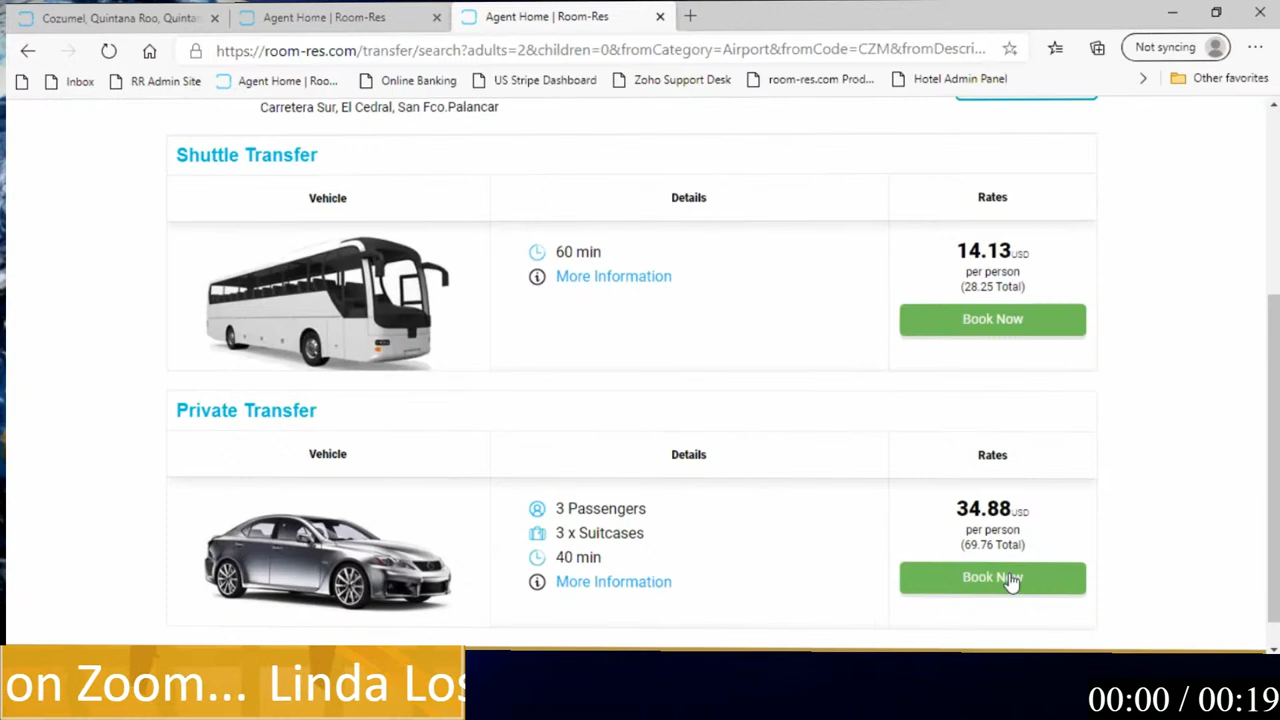 Cozumel, Quintana Roo, Quinta
Agent Home | Room-Res
Agent Home | Room-Res
https://room-res.com/transfer/search?adults=2&children=0&fromCategory=Airport&fromCode=CZM&fromDescri...
Not syncing
Inbox
RR Admin Site
Agent Home | Roo...
Online Banking
US Stripe Dashboard
Zoho Support Desk
room-res.com Prod...
Hotel Admin Panel
Other favorites
Carretera Sur, El Cedral, San Fco.Palancar
Shuttle Transfer
Vehicle Details Rates
60 min
More Information
14.13USD
per person
(28.25 Total)
Book Now
Private Transfer
Vehicle Details Rates
3 Passengers
3 x Suitcases
40 min
More Information
34.88USD
per person
(69.76 Total)
Book Now
on Zoom... Linda Los
00:00 / 00:19